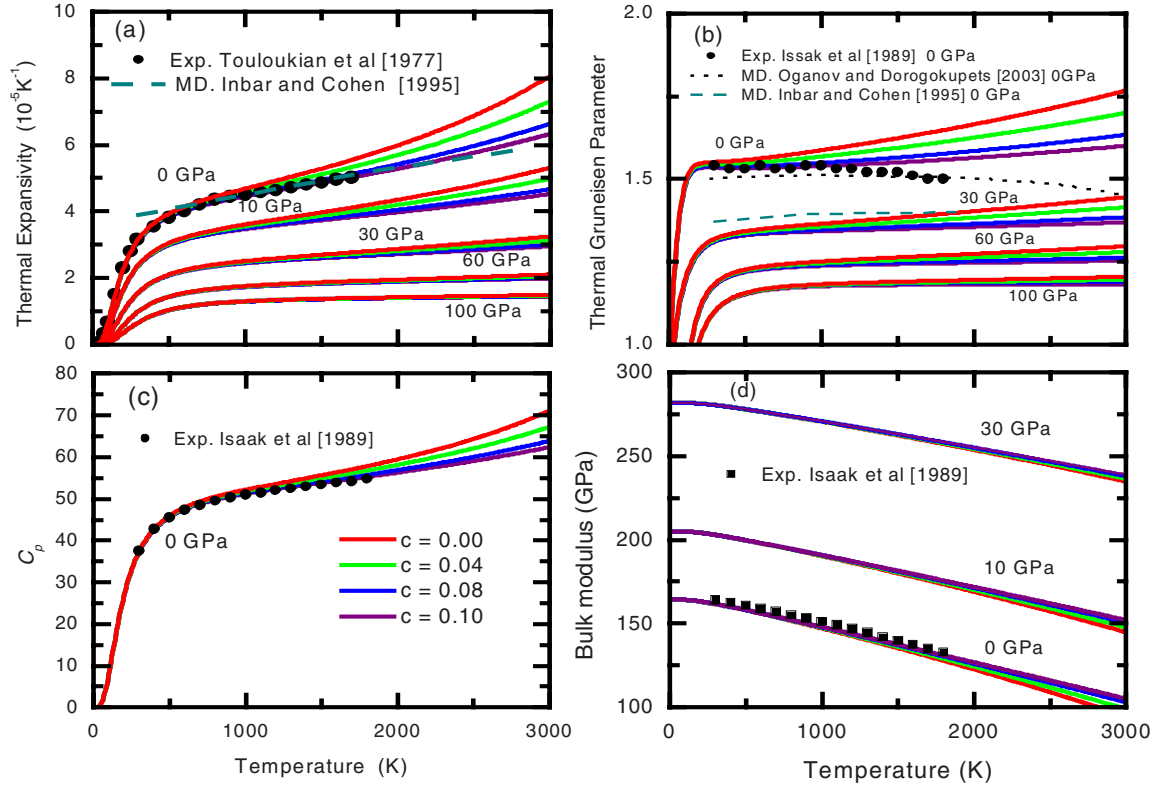 (a)
Exp. Touloukian et al [1977]
MD. Inbar and Cohen [1995]
Thermal Expansivity (10⁻⁵K⁻¹)
10
8
6
4
2
0
0 GPa
10 GPa
30 GPa
60 GPa
100 GPa
(b)
Exp. Issak et al [1989] 0 GPa
MD. Oganov and Dorogokupets [2003] 0GPa
MD. Inbar and Cohen [1995] 0 GPa
Thermal Gruneisen Parameter
2.0
1.5
1.0
0 GPa
30 GPa
60 GPa
100 GPa
(c)
Exp. Isaak et al [1989]
Cp
80
70
60
50
40
30
20
10
0
0 GPa
c = 0.00
c = 0.04
c = 0.08
c = 0.10
0 1000 2000 3000
Temperature (K)
(d)
Exp. Isaak et al [1989]
Bulk modulus (GPa)
300
250
200
150
100
30 GPa
10 GPa
0 GPa
0 1000 2000 3000
Temperature (K)